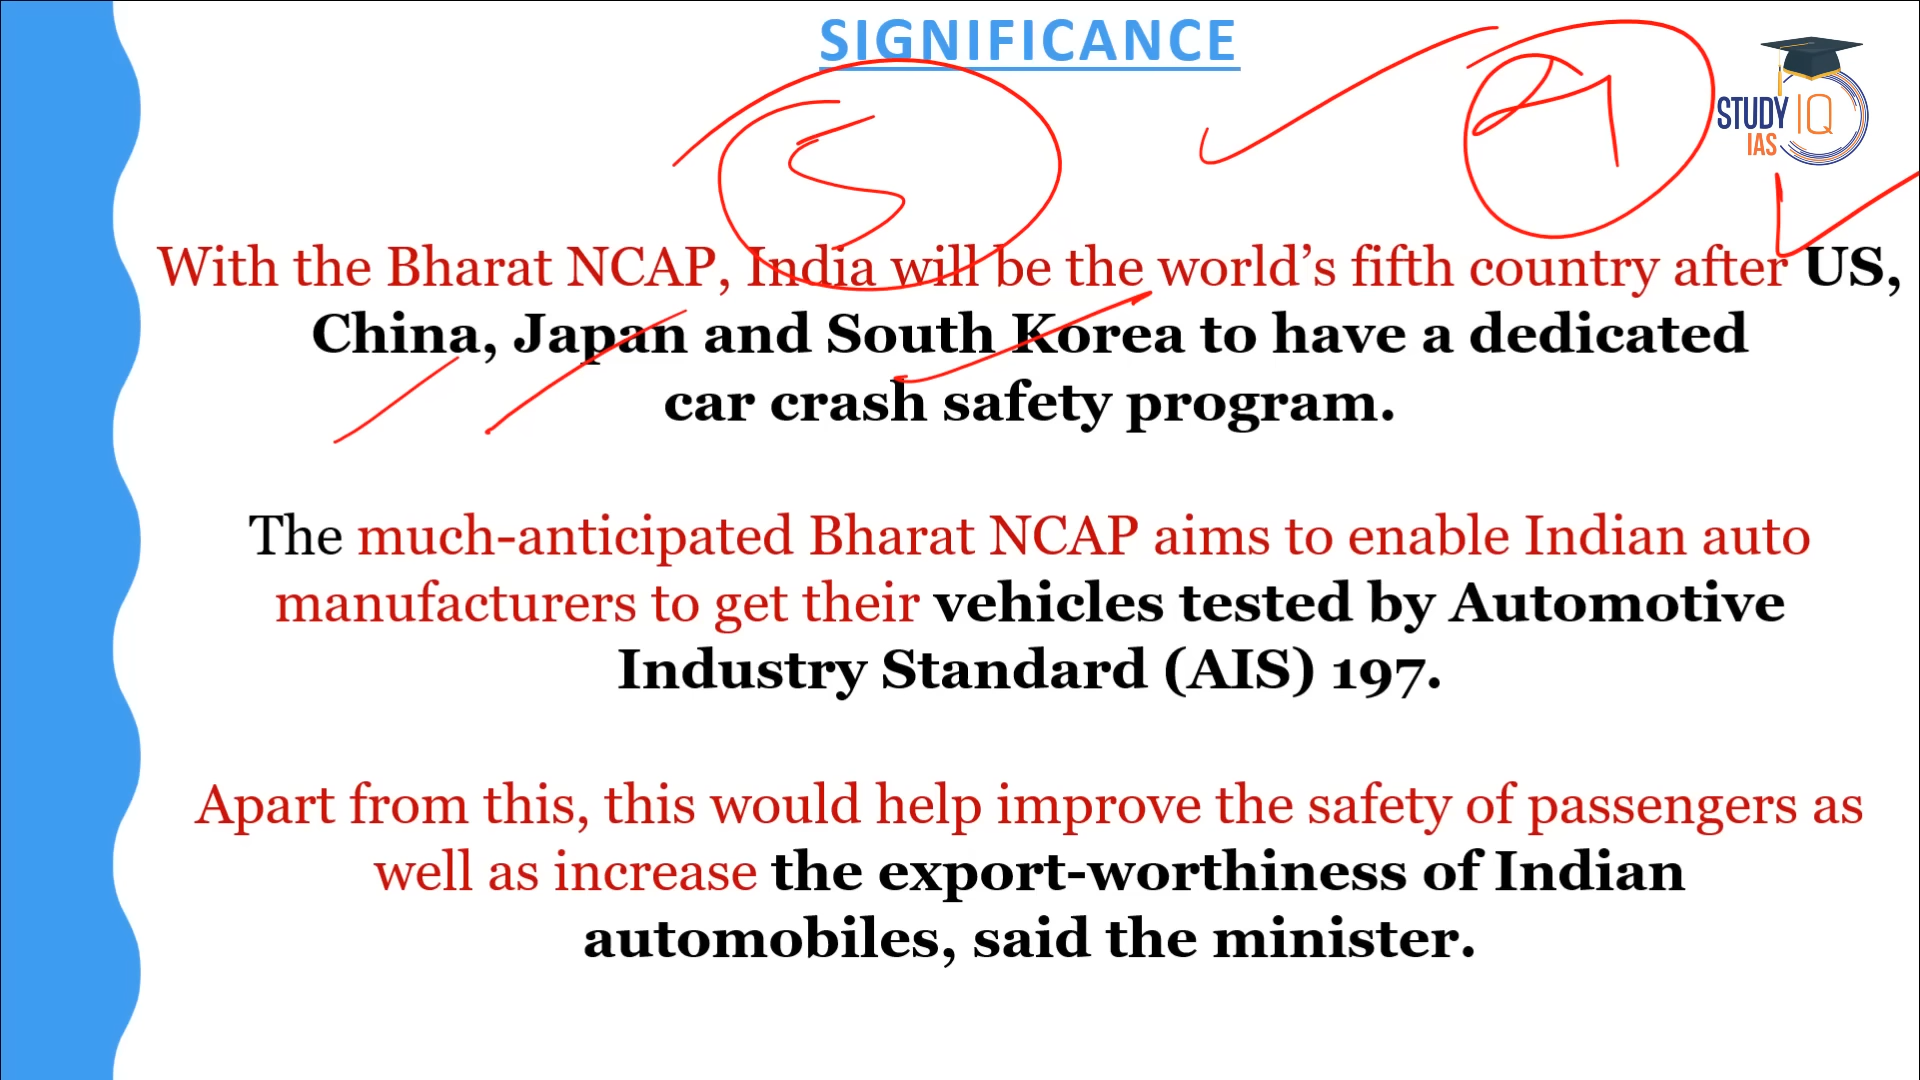 SIGNIFICANCE
5
STUDY IQ
IAS
With the Bharat NCAP, India will be the world’s fifth country after US,
China, Japan and South Korea to have a dedicated
car crash safety program.
The much-anticipated Bharat NCAP aims to enable Indian auto
manufacturers to get their vehicles tested by Automotive
Industry Standard (AIS) 197.
Apart from this, this would help improve the safety of passengers as
well as increase the export-worthiness of Indian
automobiles, said the minister.